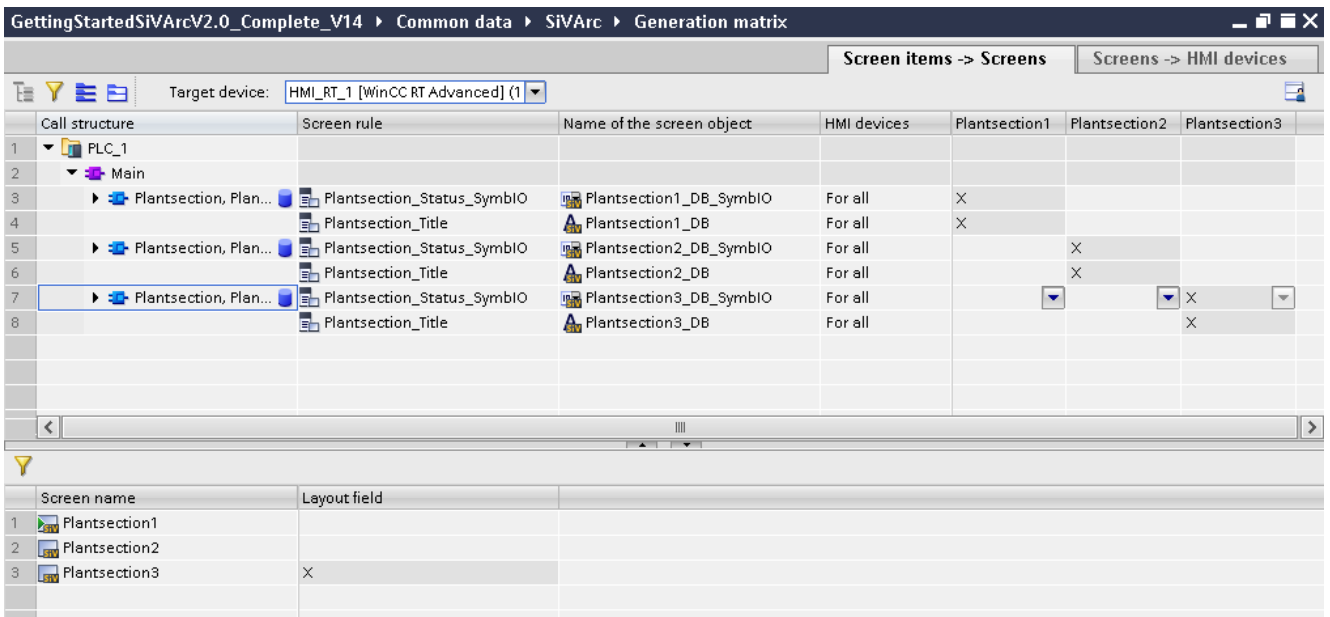 GettingStartedSiVArcV2.0_Complete_V14 ▸ Common data ▸ SiVArc ▸ Generation matrix
Screen items -> Screens Screens -> HMI devices
Target device: HMI_RT_1 [WinCC RT Advanced] (1
Call structure Screen rule Name of the screen object HMI devices Plantsection1 Plantsection2 Plantsection3
1 PLC_1
2 Main
3 Plantsection, Plan... Plantsection_Status_SymbIO Plantsection1_DB_SymbIO For all X
4 Plantsection_Title Plantsection1_DB For all X
5 Plantsection, Plan... Plantsection_Status_SymbIO Plantsection2_DB_SymbIO For all X
6 Plantsection_Title Plantsection2_DB For all X
7 Plantsection, Plan... Plantsection_Status_SymbIO Plantsection3_DB_SymbIO For all X
8 Plantsection_Title Plantsection3_DB For all X
Screen name Layout field
1 Plantsection1
2 Plantsection2
3 Plantsection3 X